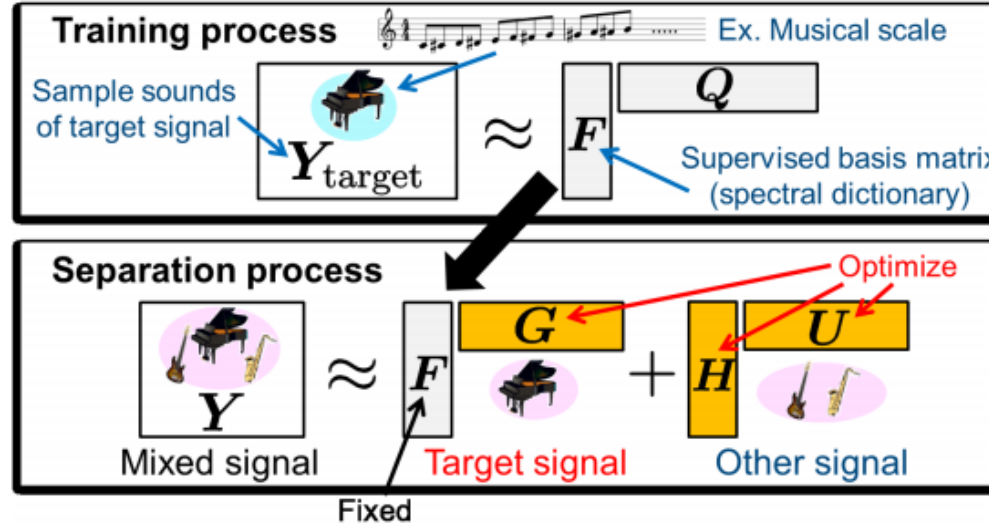 Training process
Ex. Musical scale
Sample sounds
of target signal
Y_target ≈ F Q
Supervised basis matrix
(spectral dictionary)
Separation process
Optimize
Y ≈ F G + H U
Mixed signal
Target signal
Other signal
Fixed